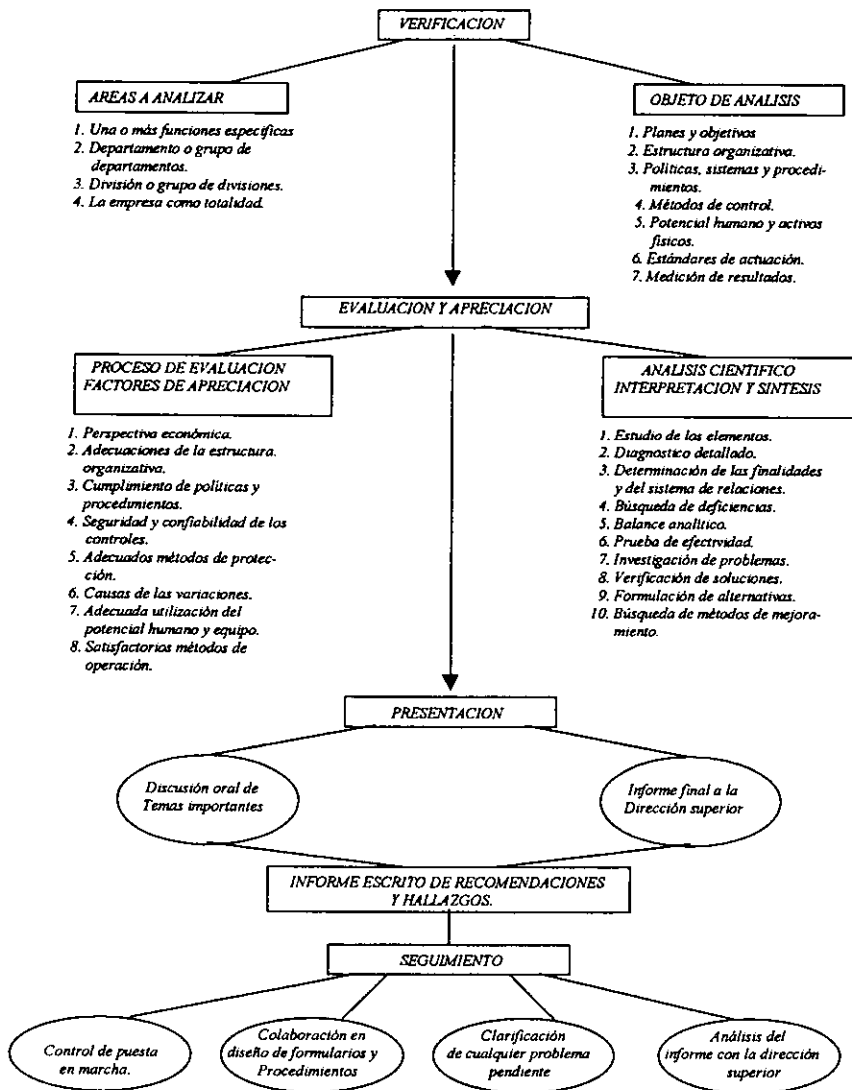 VERIFICACION
AREAS A ANALIZAR
1. Una o más funciones específicas
2. Departamento o grupo de
departamentos.
3. División o grupo de divisiones.
4. La empresa como totalidad.
OBJETO DE ANALISIS
1. Planes y objetivos
2. Estructura organizativa.
3. Políticas, sistemas y procedi-
mientos.
4. Métodos de control.
5. Potencial humano y activos
físicos.
6. Estándares de actuación.
7. Medición de resultados.
EVALUACION Y APRECIACION
PROCESO DE EVALUACION
FACTORES DE APRECIACION
1. Perspectiva económica.
2. Adecuaciones de la estructura.
organizativa.
3. Cumplimiento de políticas y
procedimientos.
4. Seguridad y confiabilidad de los
controles.
5. Adecuados métodos de protec-
ción.
6. Causas de las variaciones.
7. Adecuada utilización del
potencial humano y equipo.
8. Satisfactorios métodos de
operación.
ANALISIS CIENTIFICO
INTERPRETACION Y SINTESIS
1. Estudio de los elementos.
2. Diagnostico detallado.
3. Determinación de las finalidades
y del sistema de relaciones.
4. Búsqueda de deficiencias.
5. Balance analítico.
6. Prueba de efectividad.
7. Investigación de problemas.
8. Verificación de soluciones.
9. Formulación de alternativas.
10. Búsqueda de métodos de mejora-
miento.
PRESENTACION
Discusión oral de
Temas importantes
Informe final a la
Dirección superior
INFORME ESCRITO DE RECOMENDACIONES
Y HALLAZGOS.
SEGUIMIENTO
Control de puesta
en marcha.
Colaboración en
diseño de formularios y
Procedimientos
Clarificación
de cualquier problema
pendiente
Análisis del
informe con la dirección
superior